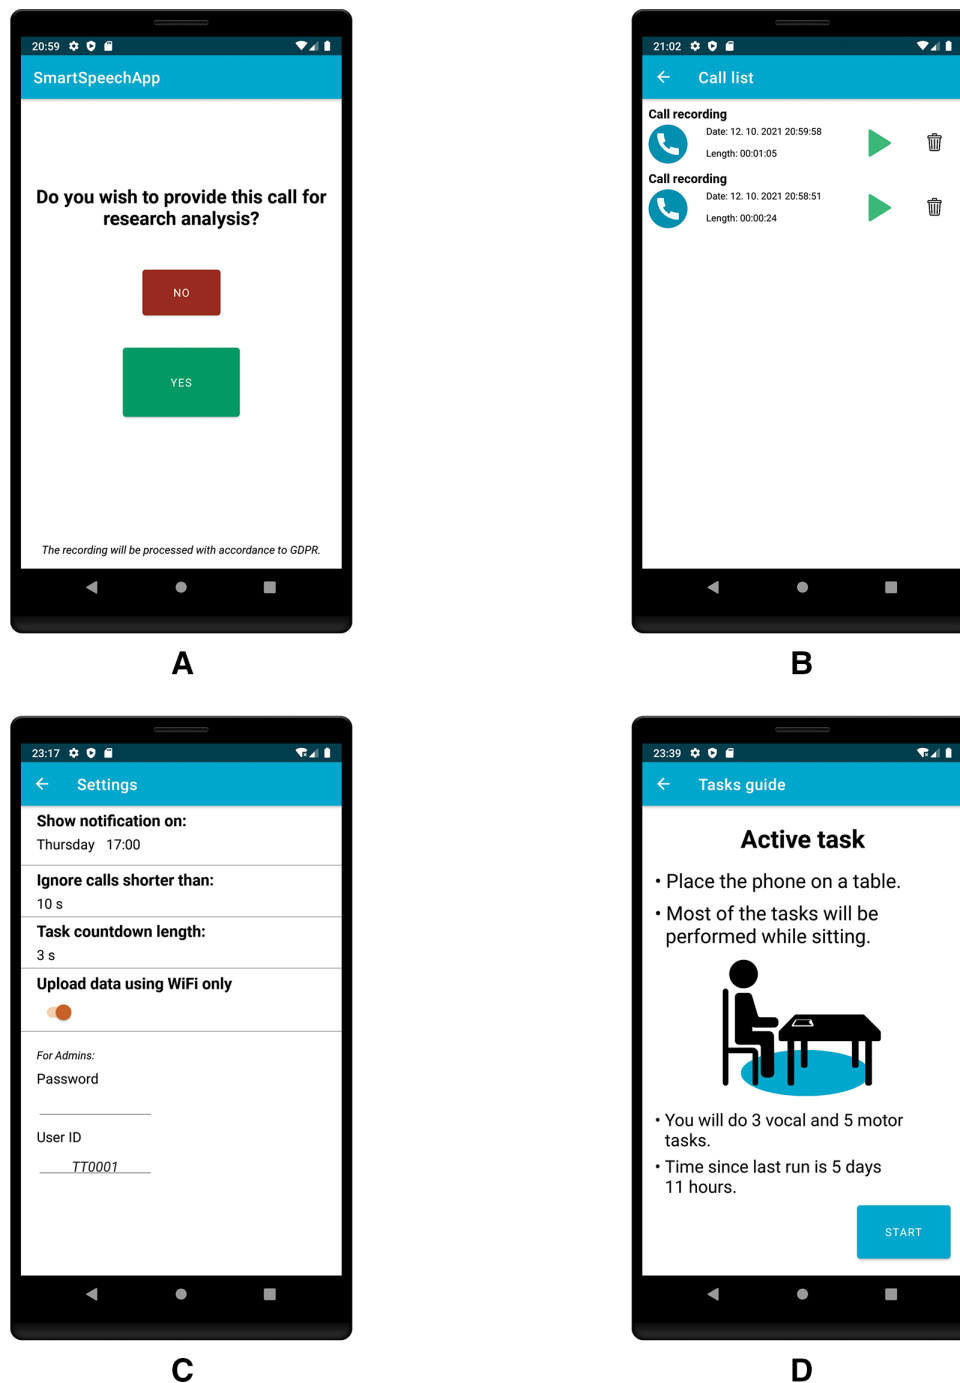 20:59
SmartSpeechApp
Do you wish to provide this call for
research analysis?
NO
YES
The recording will be processed with accordance to GDPR.
A
21:02
Call list
Call recording
Date: 12. 10. 2021 20:59:58
Length: 00:01:05
Call recording
Date: 12. 10. 2021 20:58:51
Length: 00:00:24
B
23:17
Settings
Show notification on:
Thursday 17:00
Ignore calls shorter than:
10 s
Task countdown length:
3 s
Upload data using WiFi only
For Admins:
Password
User ID
TT0001
C
23:39
Tasks guide
Active task
• Place the phone on a table.
• Most of the tasks will be
performed while sitting.
• You will do 3 vocal and 5 motor
tasks.
• Time since last run is 5 days
11 hours.
START
D